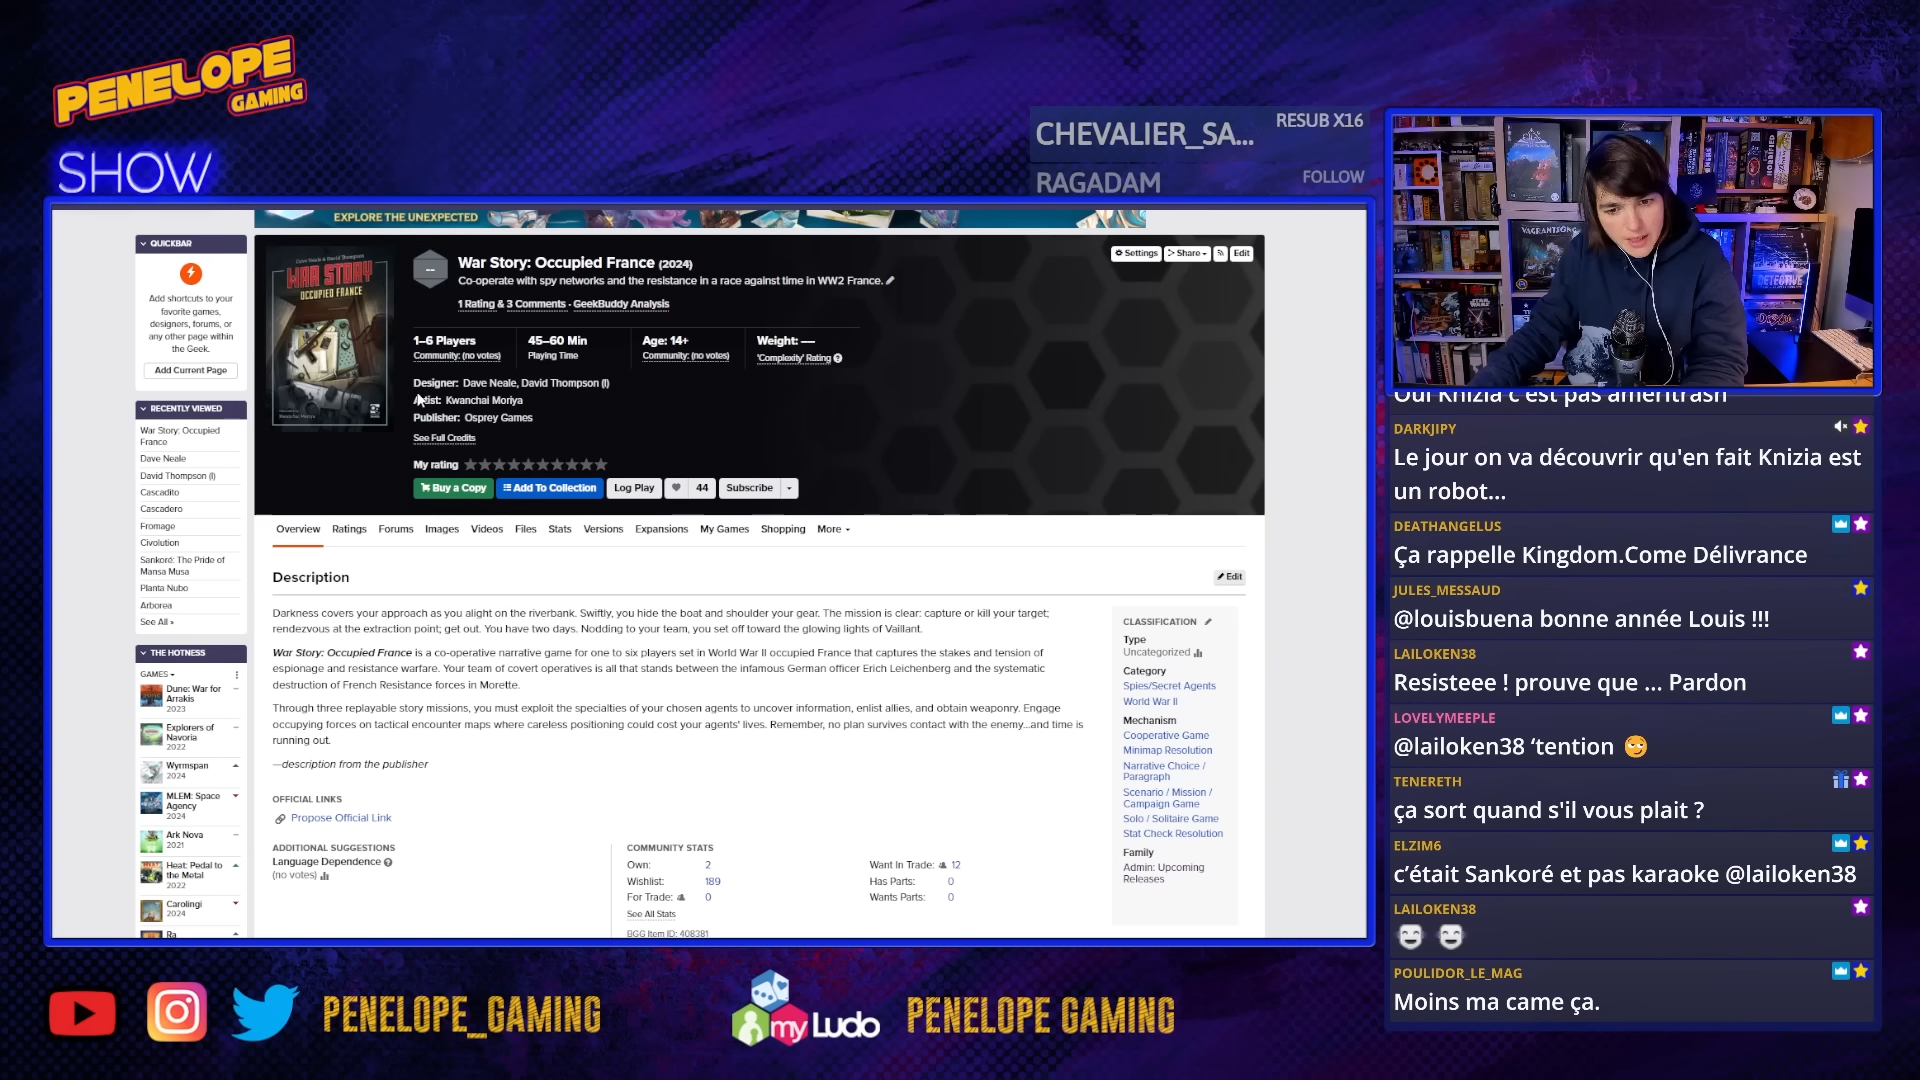 PENELOPE
GAMING
SHOW
CHEVALIER_SA...
RESUB X16
RAGADAM
FOLLOW
EXPLORE THE UNEXPECTED
QUICKBAR
Add shortcuts to your
favorite games,
designers, forums, or
any other page within
the Geek.
Add Current Page
RECENTLY VIEWED
War Story: Occupied
France
Dave Neale
David Thompson (I)
Cascadito
Cascadero
Fromage
Civolution
Sankoré: The Pride of
Mansa Musa
Planta Nubo
Arborea
See All »
THE HOTNESS
GAMES
Dune: War for
Arrakis
2023
Explorers of
Navoria
2022
Wyrmspan
2024
MLEM: Space
Agency
2024
Ark Nova
2021
Heat: Pedal to
the Metal
2022
Carolingi
2024
Ra
Dave Neale & David Thompson
WAR STORY
OCCUPIED FRANCE
--
War Story: Occupied France (2024)
Co-operate with spy networks and the resistance in a race against time in WW2 France.
1 Rating & 3 Comments · GeekBuddy Analysis
Settings
Share
Edit
1–6 Players
Community: (no votes)
45–60 Min
Playing Time
Age: 14+
Community: (no votes)
Weight: —
'Complexity' Rating
Designer: Dave Neale, David Thompson (I)
Artist: Kwanchai Moriya
Publisher: Osprey Games
See Full Credits
My rating
Buy a Copy
Add To Collection
Log Play
44
Subscribe
Overview Ratings Forums Images Videos Files Stats Versions Expansions My Games Shopping More
Description
Edit
Darkness covers your approach as you alight on the riverbank. Swiftly, you hide the boat and shoulder your gear. The mission is clear: capture or kill your target;
rendezvous at the extraction point; get out. You have two days. Nodding to your team, you set off toward the glowing lights of Vaillant.
War Story: Occupied France is a co-operative narrative game for one to six players set in World War II occupied France that captures the stakes and tension of
espionage and resistance warfare. Your team of covert operatives is all that stands between the infamous German officer Erich Leichenberg and the systematic
destruction of French Resistance forces in Morette.
Through three replayable story missions, you must exploit the specialties of your chosen agents to uncover information, enlist allies, and obtain weaponry. Engage
occupying forces on tactical encounter maps where careless positioning could cost your agents' lives. Remember, no plan survives contact with the enemy...and time is
running out.
—description from the publisher
OFFICIAL LINKS
Propose Official Link
ADDITIONAL SUGGESTIONS
Language Dependence
(no votes)
COMMUNITY STATS
Own: 2
Wishlist: 189
For Trade: 0
See All Stats
Want In Trade: 12
Has Parts: 0
Wants Parts: 0
BGG Item ID: 408381
CLASSIFICATION
Type
Uncategorized
Category
Spies/Secret Agents
World War II
Mechanism
Cooperative Game
Minimap Resolution
Narrative Choice /
Paragraph
Scenario / Mission /
Campaign Game
Solo / Solitaire Game
Stat Check Resolution
Family
Admin: Upcoming
Releases
VAGRANTSONG
STAR WARS
DETECTIVE
Oui Knizia c'est pas améritrash
DARKJIPY
Le jour on va découvrir qu'en fait Knizia est
un robot...
DEATHANGELUS
Ça rappelle Kingdom.Come Délivrance
JULES_MESSAUD
@louisbuena bonne année Louis !!!
LAILOKEN38
Resisteee ! prouve que ... Pardon
LOVELYMEEPLE
@lailoken38 ‘tention
TENERETH
ça sort quand s'il vous plait ?
ELZIM6
c’était Sankoré et pas karaoke @lailoken38
LAILOKEN38
POULIDOR_LE_MAG
Moins ma came ça.
PENELOPE_GAMING
myLudo
PENELOPE GAMING